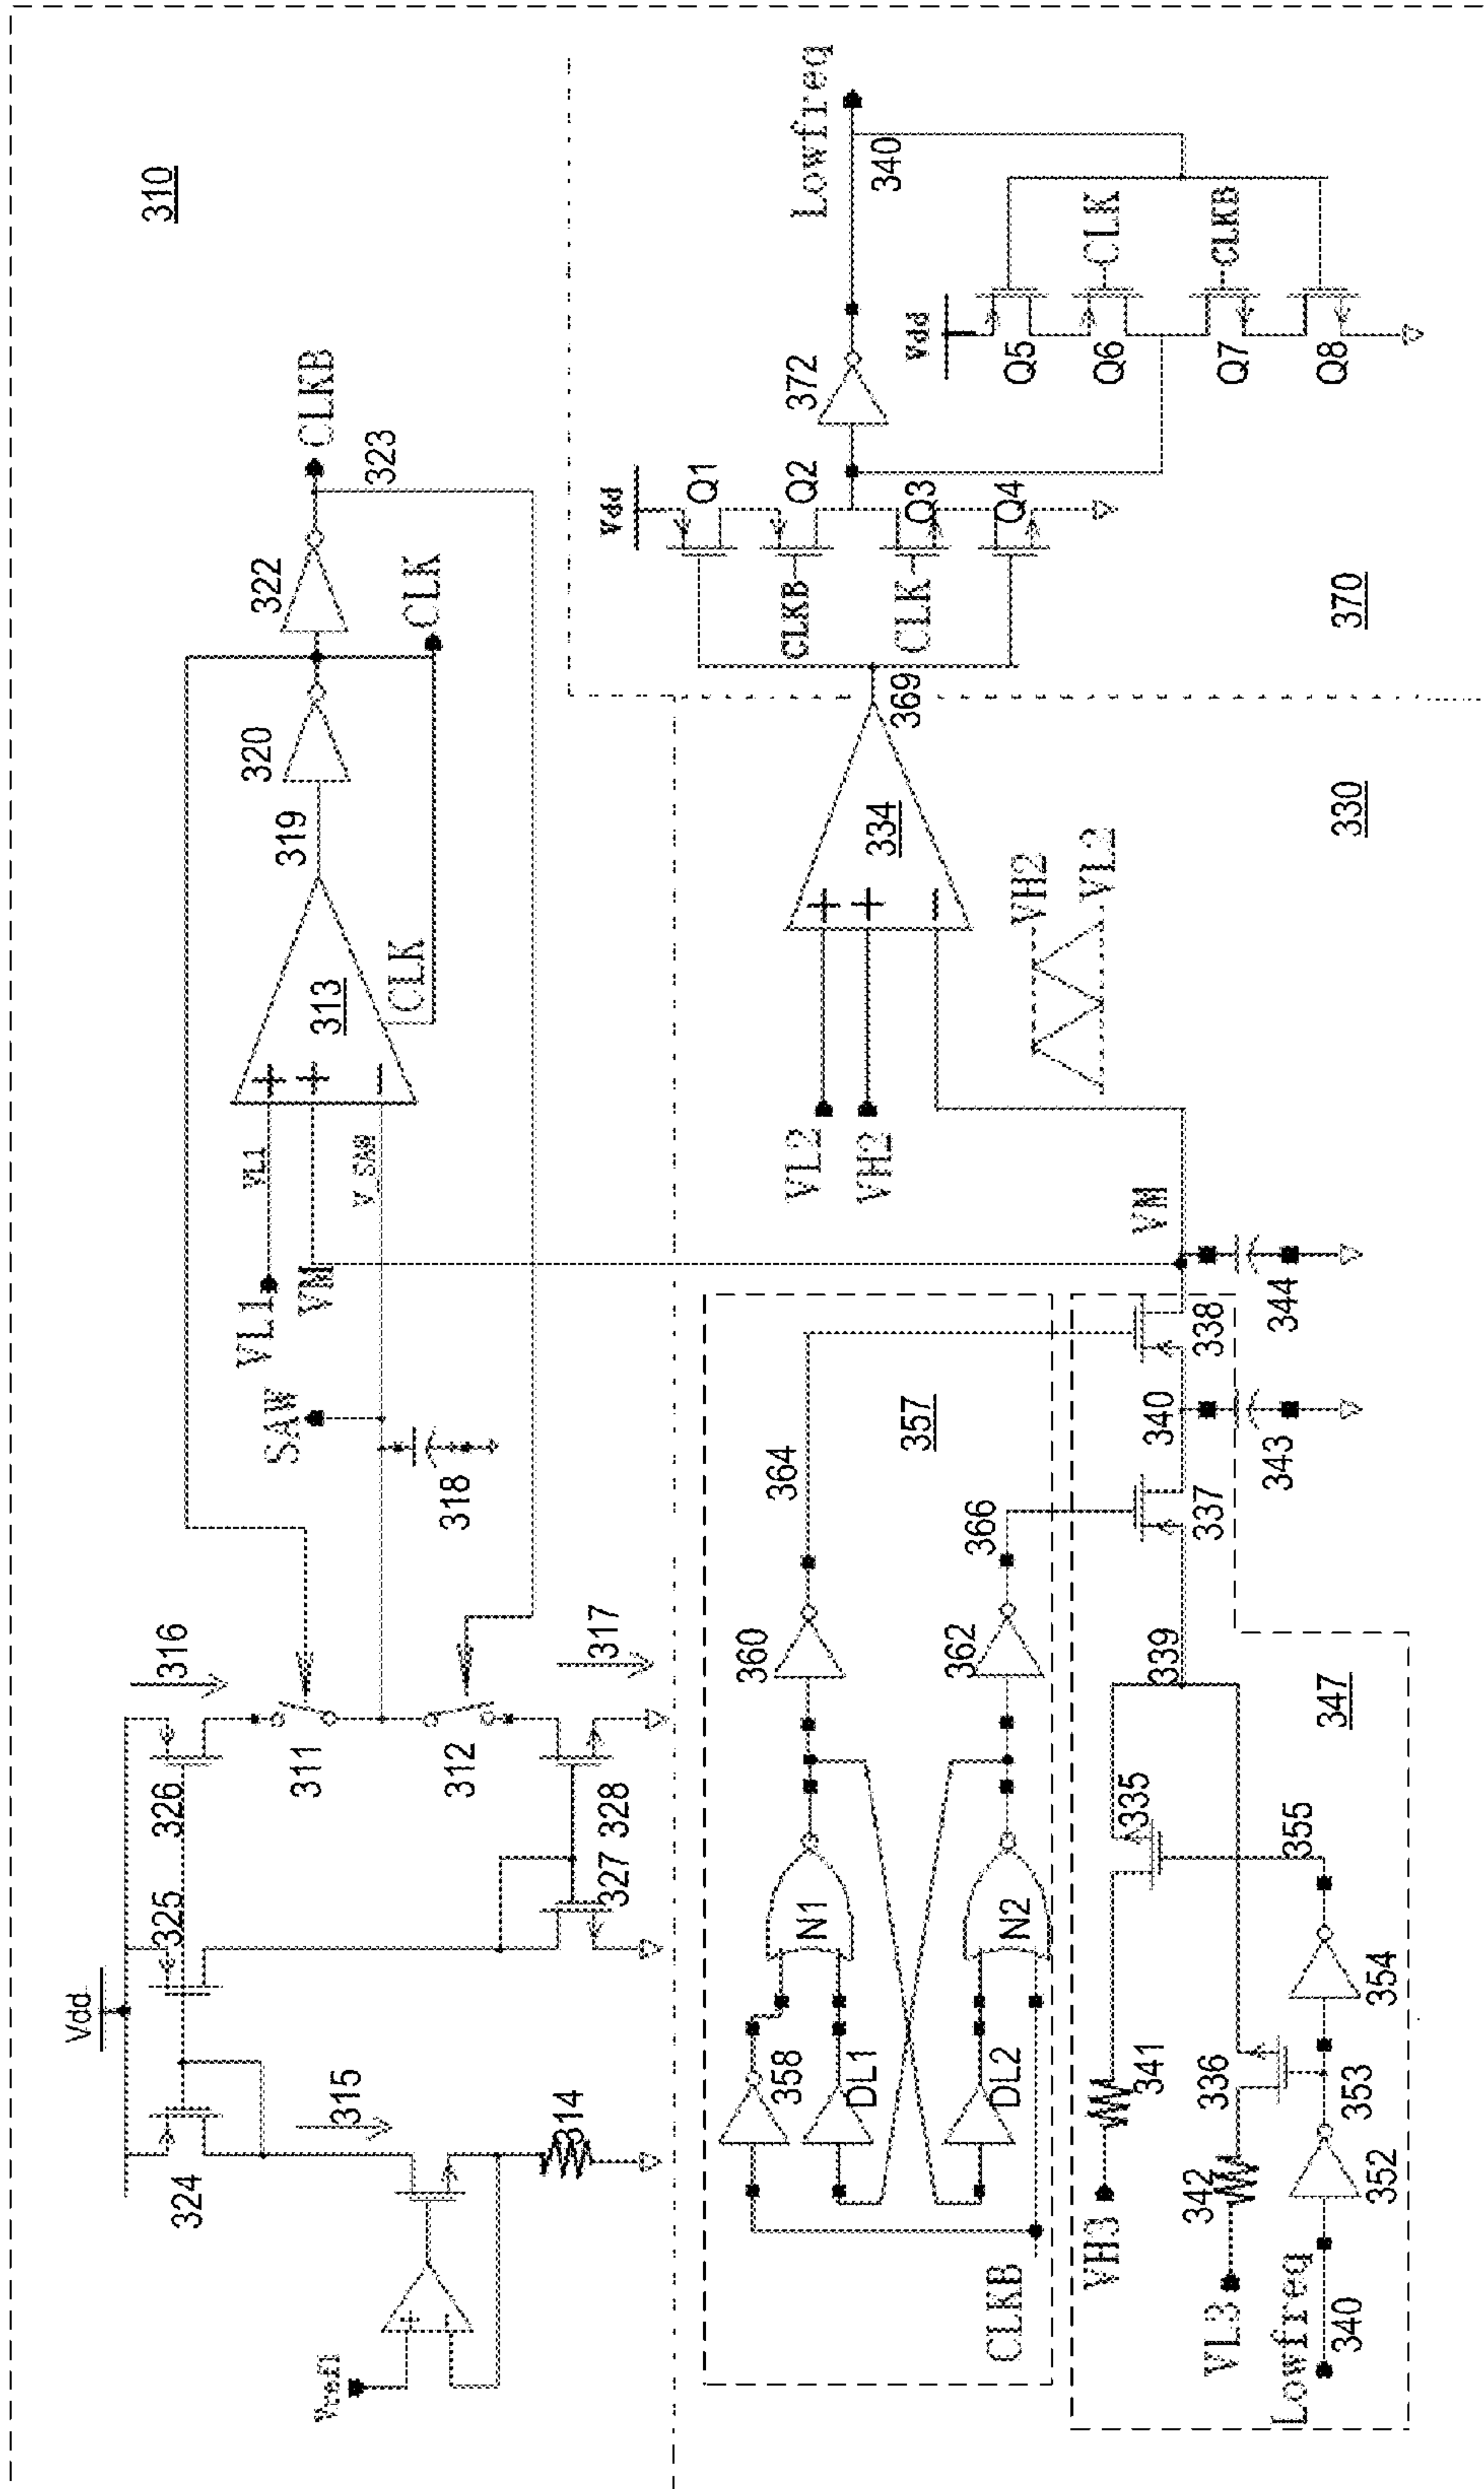 310
Vdd
324
325
326
316
315
Vref1
314
327
328
311
312
317
SAW
318
VL1
VM
VL1
V_SAW
313
CLK
319
320
322
CLK
CLKB
323
330
357
358
DL1
DL2
N1
N2
360
362
364
366
CLKB
VH3
VL3
341
342
335
336
Lowfreq
340
352
353
354
355
347
339
337
340
338
343
344
VM
VL2
VH2
334
VH2
VL2
369
370
Vdd
Q1
Q2
Q3
Q4
CLKB
CLK
372
Lowfreq
340
Vdd
Q5
Q6
Q7
Q8
CLK
CLKB